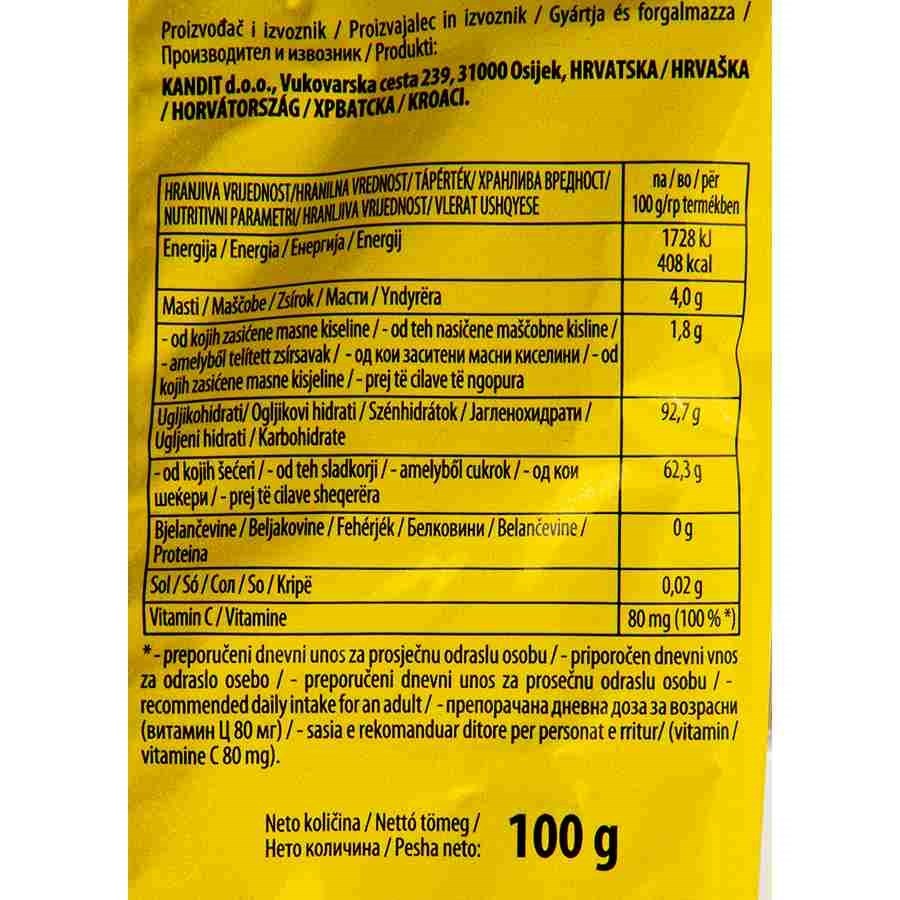 Proizvođač i izvoznik / Proizvajalec in izvoznik / Gyártja és forgalmazza /
Производител и извозник / Produkti:
KANDIT d.o.o., Vukovarska cesta 239, 31000 Osijek, HRVATSKA / HRVAŠKA
/ HORVÁTORSZÁG / ХРВАТСКА / KROACI.
HRANJIVA VRIJEDNOST/HRANILNA VREDNOST/ TÁPÉRTÉK/ ХРАНЛИВА ВРЕДНОСТ/
NUTRITIVNI PARAMETRI/ HRANLJIVA VRIJEDNOST/ VLERAT USHQYESE
na / во / për
100 g/rp termékben
Energija / Energia / Енергија / Energij
1728 kJ
408 kcal
Masti / Maščobe / Zsírok / Масти / Yndyrëra
4,0 g
- od kojih zasićene masne kiseline / - od teh nasičene maščobne kisline /
- amelyből telített zsírsavak / - од кои заситени масни киселини / - od
kojih zasićene masne kisjeline / - prej të cilave të ngopura
1,8 g
Ugljikohidrati/ Ogljikovi hidrati / Szénhidrátok / Јагленохидрати /
Ugljeni hidrati / Karbohidrate
92,7 g
- od kojih šećeri / - od teh sladkorji / - amelyből cukrok / - од кои
шеќери / - prej të cilave sheqerëra
62,3 g
Bjelančevine / Beljakovine / Fehérjék / Белковини / Belančevine /
Proteina
0 g
Sol / Só / Сол / So / Kripë
0,02 g
Vitamin C / Vitamine
80 mg (100 % *)
* - preporučeni dnevni unos za prosječnu odraslu osobu / - priporočen dnevni vnos
za odraslo osebo / - preporučeni dnevni unos za prosečnu odraslu osobu / -
recommended daily intake for an adult / - препорачана дневна доза за возрасни
(витамин Ц 80 мг) / - sasia e rekomanduar ditore per personat e rritur/ (vitamin /
vitamine C 80 mg).
Neto količina / Nettó tömeg /
Нето количина / Pesha neto:
100 g